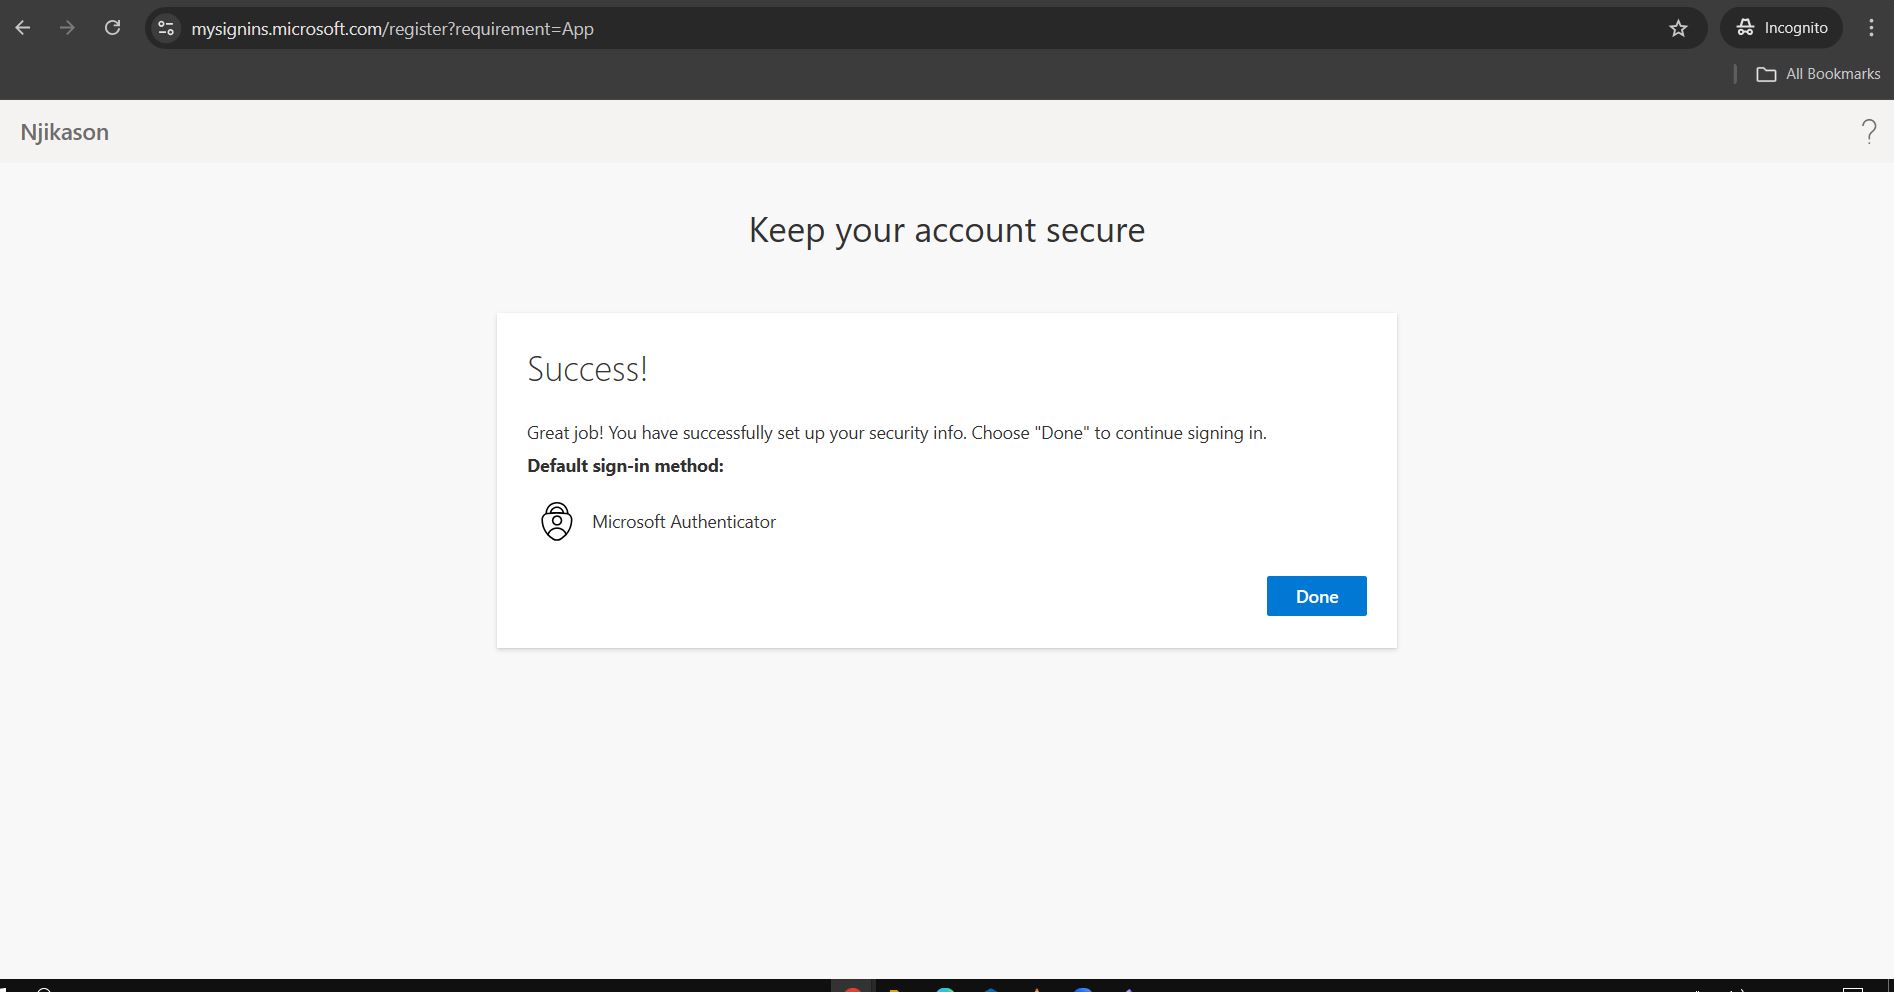 mysignins.microsoft.com/register?requirement=App
Incognito
All Bookmarks
Njikason
?
Keep your account secure
Success!
Great job! You have successfully set up your security info. Choose "Done" to continue signing in.
Default sign-in method:
Microsoft Authenticator
Done